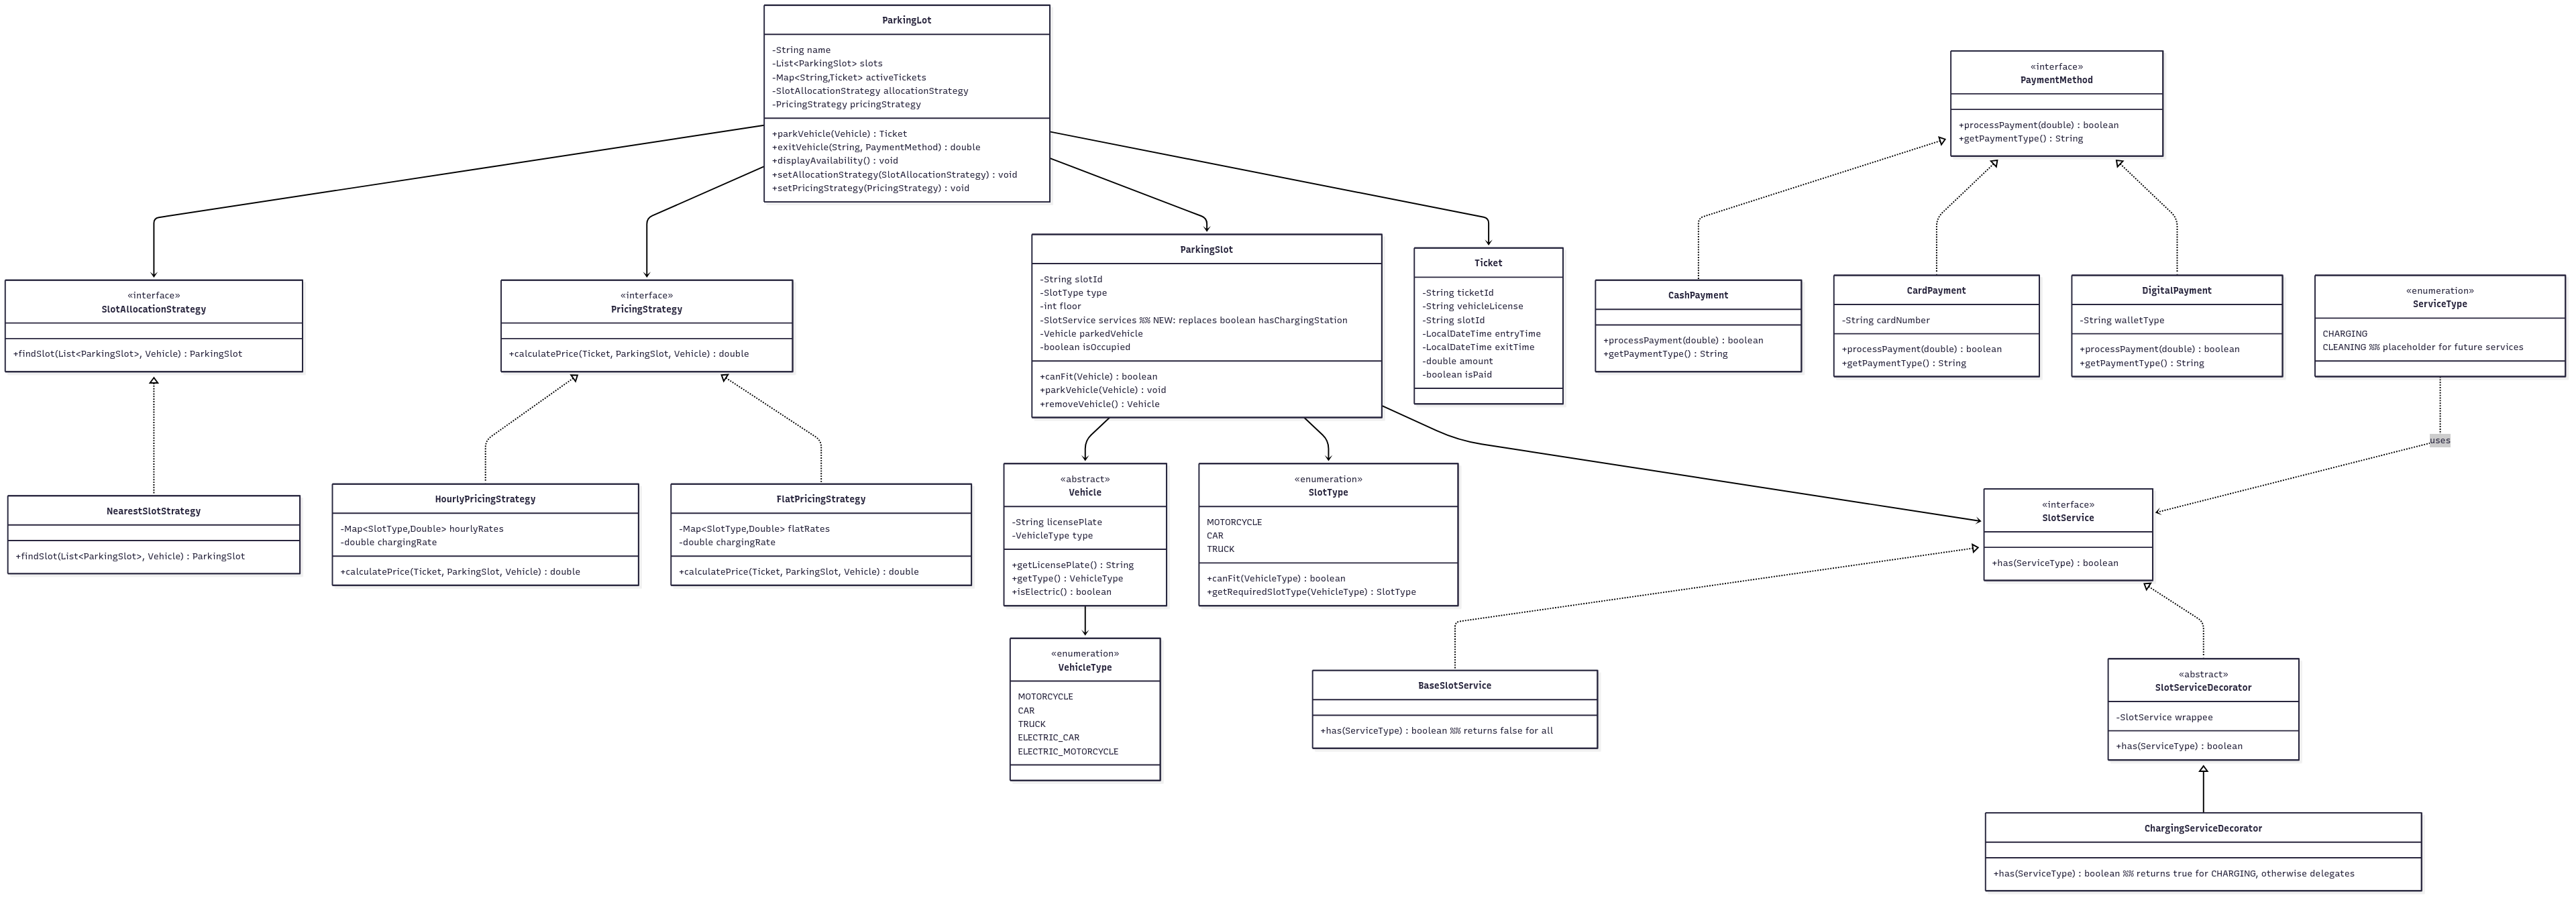 ParkingLot
-String name
-List<ParkingSlot> slots
-Map<String,Ticket> activeTickets
-SlotAllocationStrategy allocationStrategy
-PricingStrategy pricingStrategy
+parkVehicle(Vehicle) : Ticket
+exitVehicle(String, PaymentMethod) : double
+displayAvailability() : void
+setAllocationStrategy(SlotAllocationStrategy) : void
+setPricingStrategy(PricingStrategy) : void
«interface»
PaymentMethod
+processPayment(double) : boolean
+getPaymentType() : String
«interface»
SlotAllocationStrategy
+findSlot(List<ParkingSlot>, Vehicle) : ParkingSlot
«interface»
PricingStrategy
+calculatePrice(Ticket, ParkingSlot, Vehicle) : double
ParkingSlot
-String slotId
-SlotType type
-int floor
-SlotService services %% NEW: replaces boolean hasChargingStation
-Vehicle parkedVehicle
-boolean isOccupied
+canFit(Vehicle) : boolean
+parkVehicle(Vehicle) : void
+removeVehicle() : Vehicle
Ticket
-String ticketId
-String vehicleLicense
-String slotId
-LocalDateTime entryTime
-LocalDateTime exitTime
-double amount
-boolean isPaid
CashPayment
+processPayment(double) : boolean
+getPaymentType() : String
CardPayment
-String cardNumber
+processPayment(double) : boolean
+getPaymentType() : String
DigitalPayment
-String walletType
+processPayment(double) : boolean
+getPaymentType() : String
«enumeration»
ServiceType
CHARGING
CLEANING %% placeholder for future services
uses
NearestSlotStrategy
+findSlot(List<ParkingSlot>, Vehicle) : ParkingSlot
HourlyPricingStrategy
-Map<SlotType,Double> hourlyRates
-double chargingRate
+calculatePrice(Ticket, ParkingSlot, Vehicle) : double
FlatPricingStrategy
-Map<SlotType,Double> flatRates
-double chargingRate
+calculatePrice(Ticket, ParkingSlot, Vehicle) : double
«abstract»
Vehicle
-String licensePlate
-VehicleType type
+getLicensePlate() : String
+getType() : VehicleType
+isElectric() : boolean
«enumeration»
SlotType
MOTORCYCLE
CAR
TRUCK
+canFit(VehicleType) : boolean
+getRequiredSlotType(VehicleType) : SlotType
«interface»
SlotService
+has(ServiceType) : boolean
«enumeration»
VehicleType
MOTORCYCLE
CAR
TRUCK
ELECTRIC_CAR
ELECTRIC_MOTORCYCLE
BaseSlotService
+has(ServiceType) : boolean %% returns false for all
«abstract»
SlotServiceDecorator
-SlotService wrappee
+has(ServiceType) : boolean
ChargingServiceDecorator
+has(ServiceType) : boolean %% returns true for CHARGING, otherwise delegates